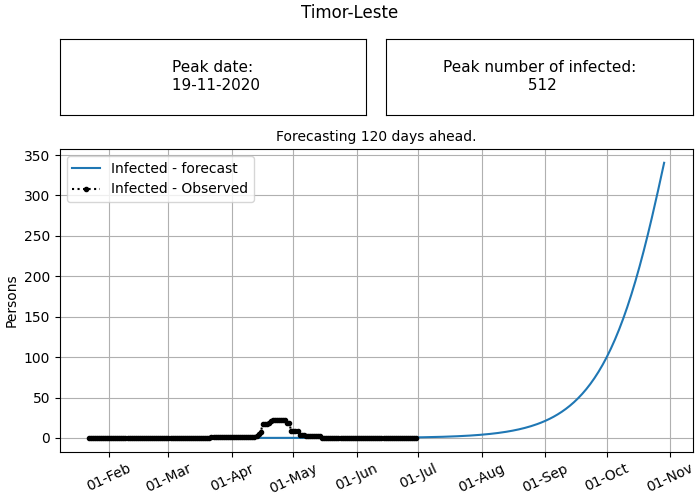 Timor-Leste
Peak date:
19-11-2020
Peak number of infected:
512
Forecasting 120 days ahead.
Infected - forecast
Infected - Observed
Persons
350
300
250
200
150
100
50
0
01-Feb
01-Mar
01-Apr
01-May
01-Jun
01-Jul
01-Aug
01-Sep
01-Oct
01-Nov